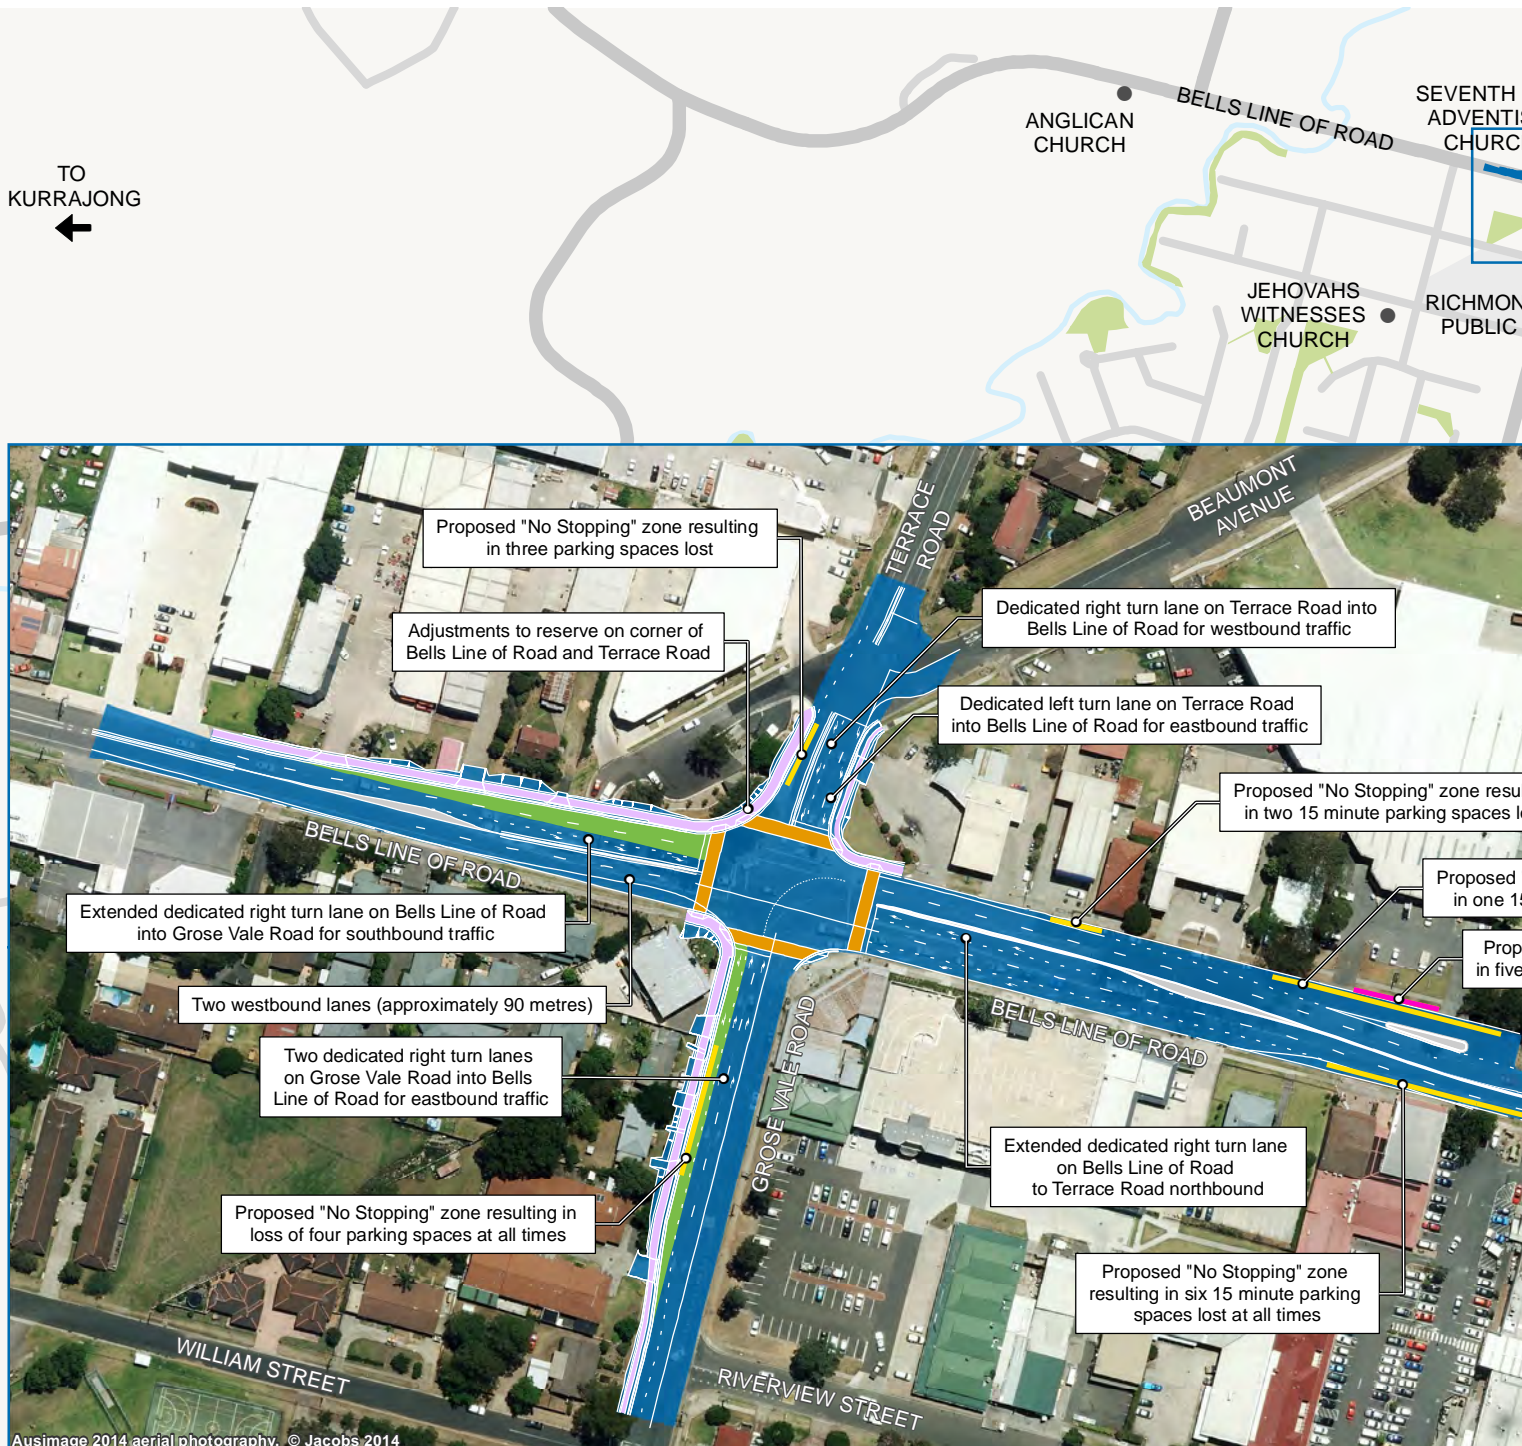 TO
KURRAJONG
ANGLICAN
CHURCH
BELLS LINE OF ROAD
SEVENTH
CHURC
JEHOVAHS
WITNESSES
CHURCH
PUBLIC
TERRACE
ROAD
BEAUMONT
AVENUE
Proposed "No Stopping" zone resulting
in three parking spaces lost
Adjustments to reserve on corner of
Bells Line of Road and Terrace Road
Dedicated right turn lane on Terrace Road into
Bells Line of Road for westbound traffic
Dedicated left turn lane on Terrace Road
into Bells Line of Road for eastbound traffic
Proposed "No Stopping" zone resu
in two 15 minute parking spaces
BELLS LINE OF ROAD
Proposed
in one 15
Extended dedicated right turn lane on Bells Line of Road
into Grose Vale Road for southbound traffic
Prop
in five
Two westbound lanes (approximately 90 metres)
BELLS LINE OF ROAD
GROSE VALE ROAD
Two dedicated right turn lanes
on Grose Vale Road into Bells
Line of Road for eastbound traffic
Extended dedicated right turn lane
on Bells Line of Road
to Terrace Road northbound
Proposed "No Stopping" zone resulting in
loss of four parking spaces at all times
Proposed "No Stopping" zone
resulting in six 15 minute parking
spaces lost at all times
WILLIAM STREET
RIVERVIEW STREET
Ausimage 2014 aerial photography, © Jacobs 2014